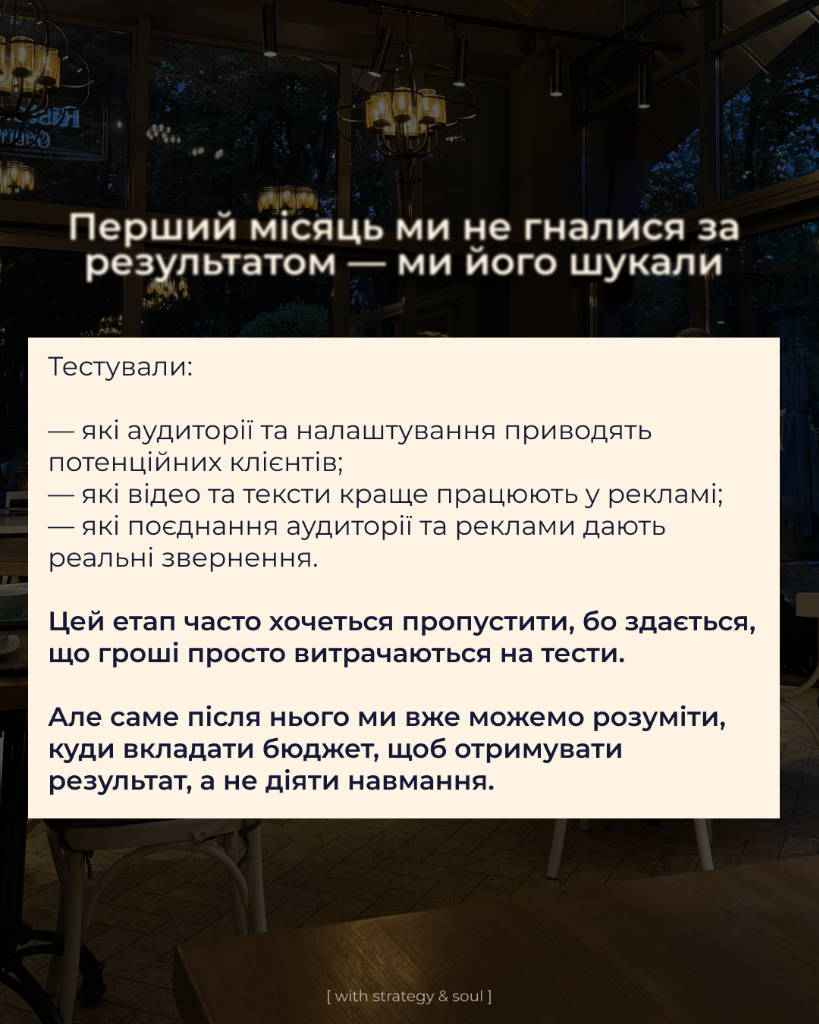 Перший місяць ми не гналися за
результатом — ми його шукали
Тестували:
— які аудиторії та налаштування приводять
потенційних клієнтів;
— які відео та тексти краще працюють у рекламі;
— які поєднання аудиторії та реклами дають
реальні звернення.
Цей етап часто хочеться пропустити, бо здається,
що гроші просто витрачаються на тести.
Але саме після нього ми вже можемо розуміти,
куди вкладати бюджет, щоб отримувати
результат, а не діяти навмання.
[ with strategy & soul ]